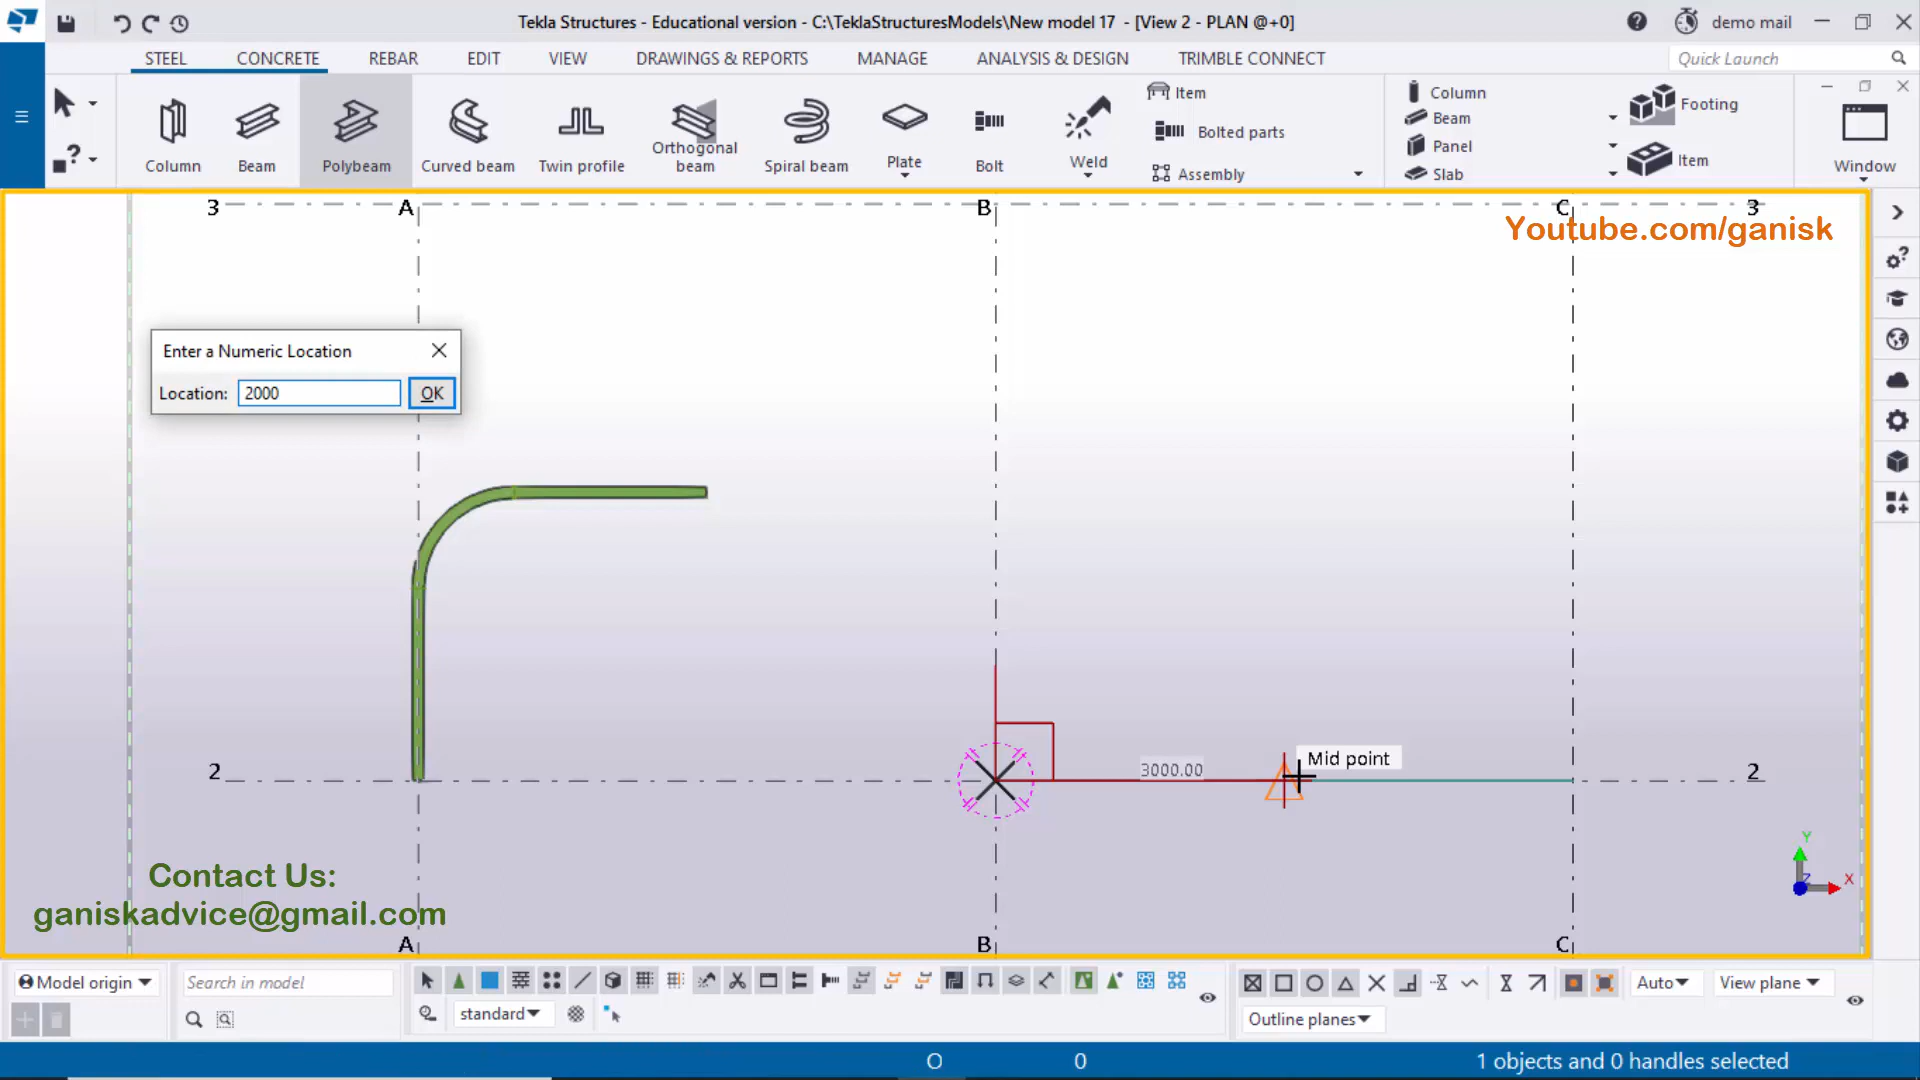 Tekla Structures - Educational version - C:\TeklaStructuresModels\New model 17 - [View 2 - PLAN @+0]
demo mail
STEEL
CONCRETE
REBAR
EDIT
VIEW
DRAWINGS & REPORTS
MANAGE
ANALYSIS & DESIGN
TRIMBLE CONNECT
Quick Launch
Column
Beam
Polybeam
Curved beam
Twin profile
Orthogonal
beam
Spiral beam
Plate
Bolt
Weld
Item
Bolted parts
Assembly
Column
Beam
Panel
Slab
Footing
Item
Window
3 A B C 3
Youtube.com/ganisk
Enter a Numeric Location
Location: 2000 OK
Mid point
3000.00
2 2
Y
Z X
Contact Us:
ganiskadvice@gmail.com
A B C
Model origin
Search in model
standard
Auto
View plane
Outline planes
O 0 1 objects and 0 handles selected